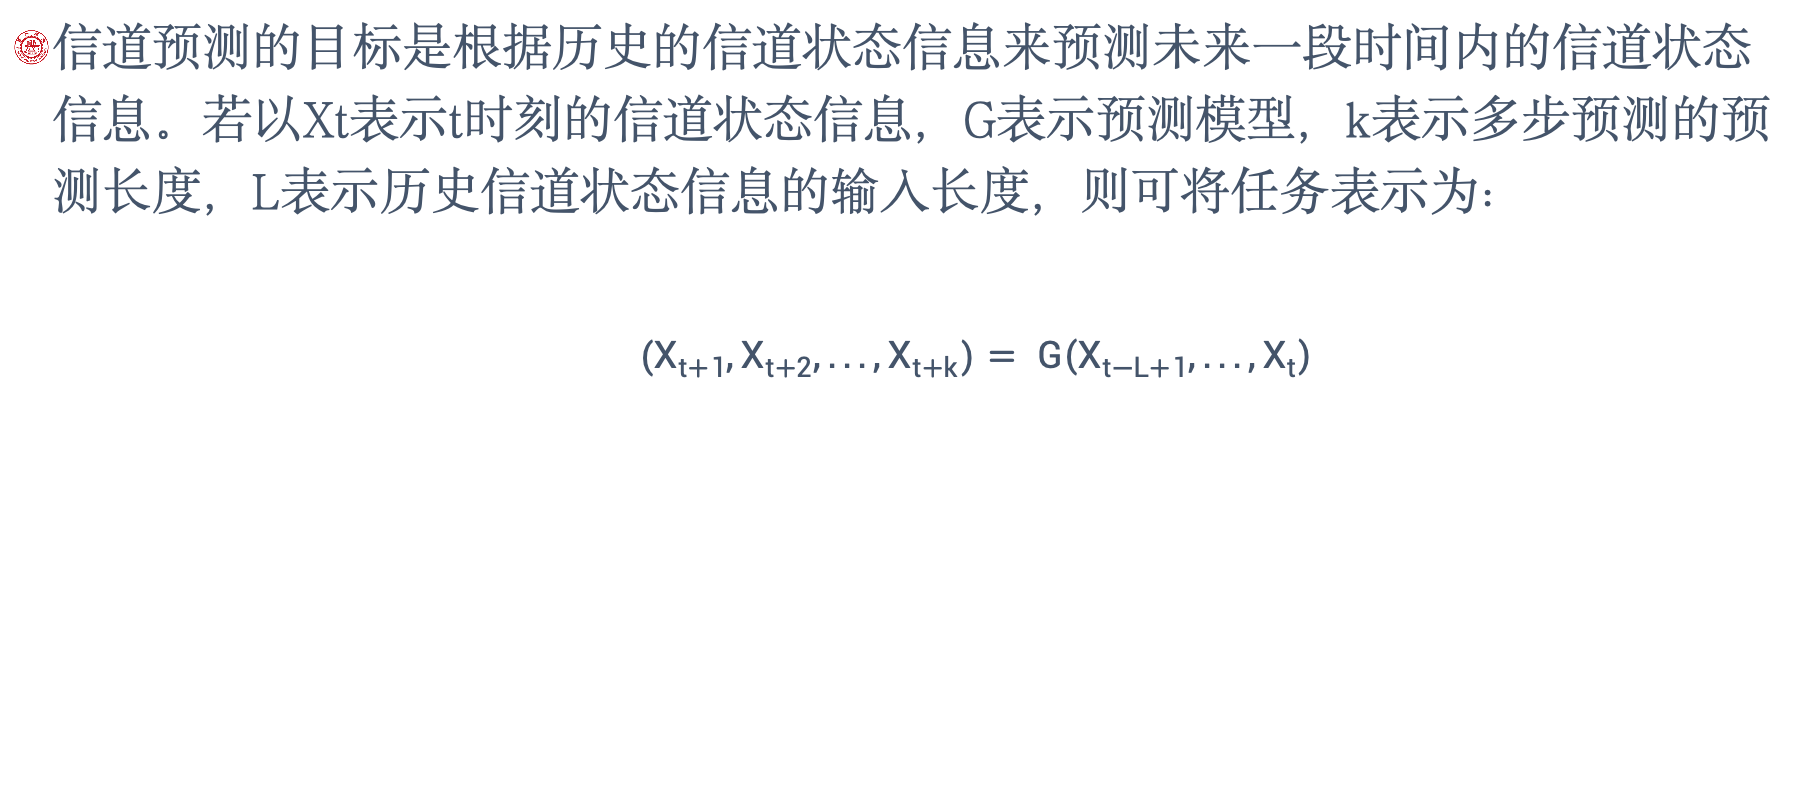 信道预测的目标是根据历史的信道状态信息来预测未来一段时间内的信道状态
信息。若以Xt表示t时刻的信道状态信息，G表示预测模型，k表示多步预测的预
测长度，L表示历史信道状态信息的输入长度，则可将任务表示为：
(X_{t+1}, X_{t+2}, ..., X_{t+k}) = G(X_{t−L+1}, ..., X_t)